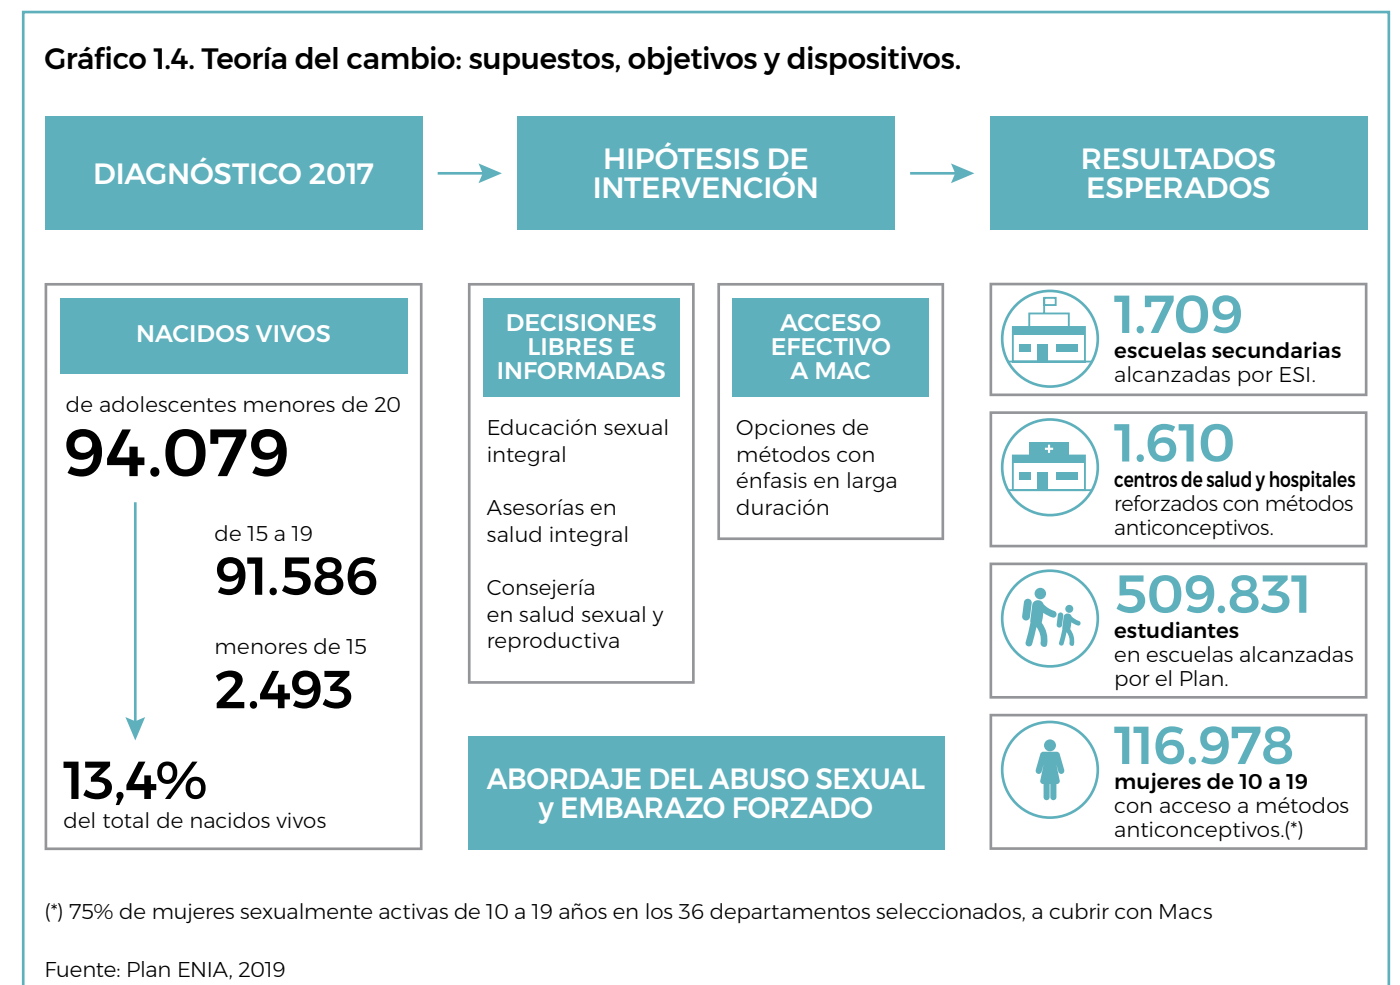 Gráfico 1.4. Teoría del cambio: supuestos, objetivos y dispositivos.
DIAGNÓSTICO 2017
HIPÓTESIS DE
INTERVENCIÓN
RESULTADOS
ESPERADOS
NACIDOS VIVOS
de adolescentes menores de 20
94.079
de 15 a 19
91.586
menores de 15
2.493
13,4%
del total de nacidos vivos
DECISIONES
LIBRES E
INFORMADAS
Educación sexual
integral
Asesorías en
salud integral
Consejería
en salud sexual y
reproductiva
ACCESO
EFECTIVO
A MAC
Opciones de
métodos con
énfasis en larga
duración
ABORDAJE DEL ABUSO SEXUAL
y EMBARAZO FORZADO
1.709
escuelas secundarias
alcanzadas por ESI.
1.610
centros de salud y hospitales
reforzados con métodos
anticonceptivos.
509.831
estudiantes
en escuelas alcanzadas
por el Plan.
116.978
mujeres de 10 a 19
con acceso a métodos
anticonceptivos.(*)
(*) 75% de mujeres sexualmente activas de 10 a 19 años en los 36 departamentos seleccionados, a cubrir con Macs
Fuente: Plan ENIA, 2019